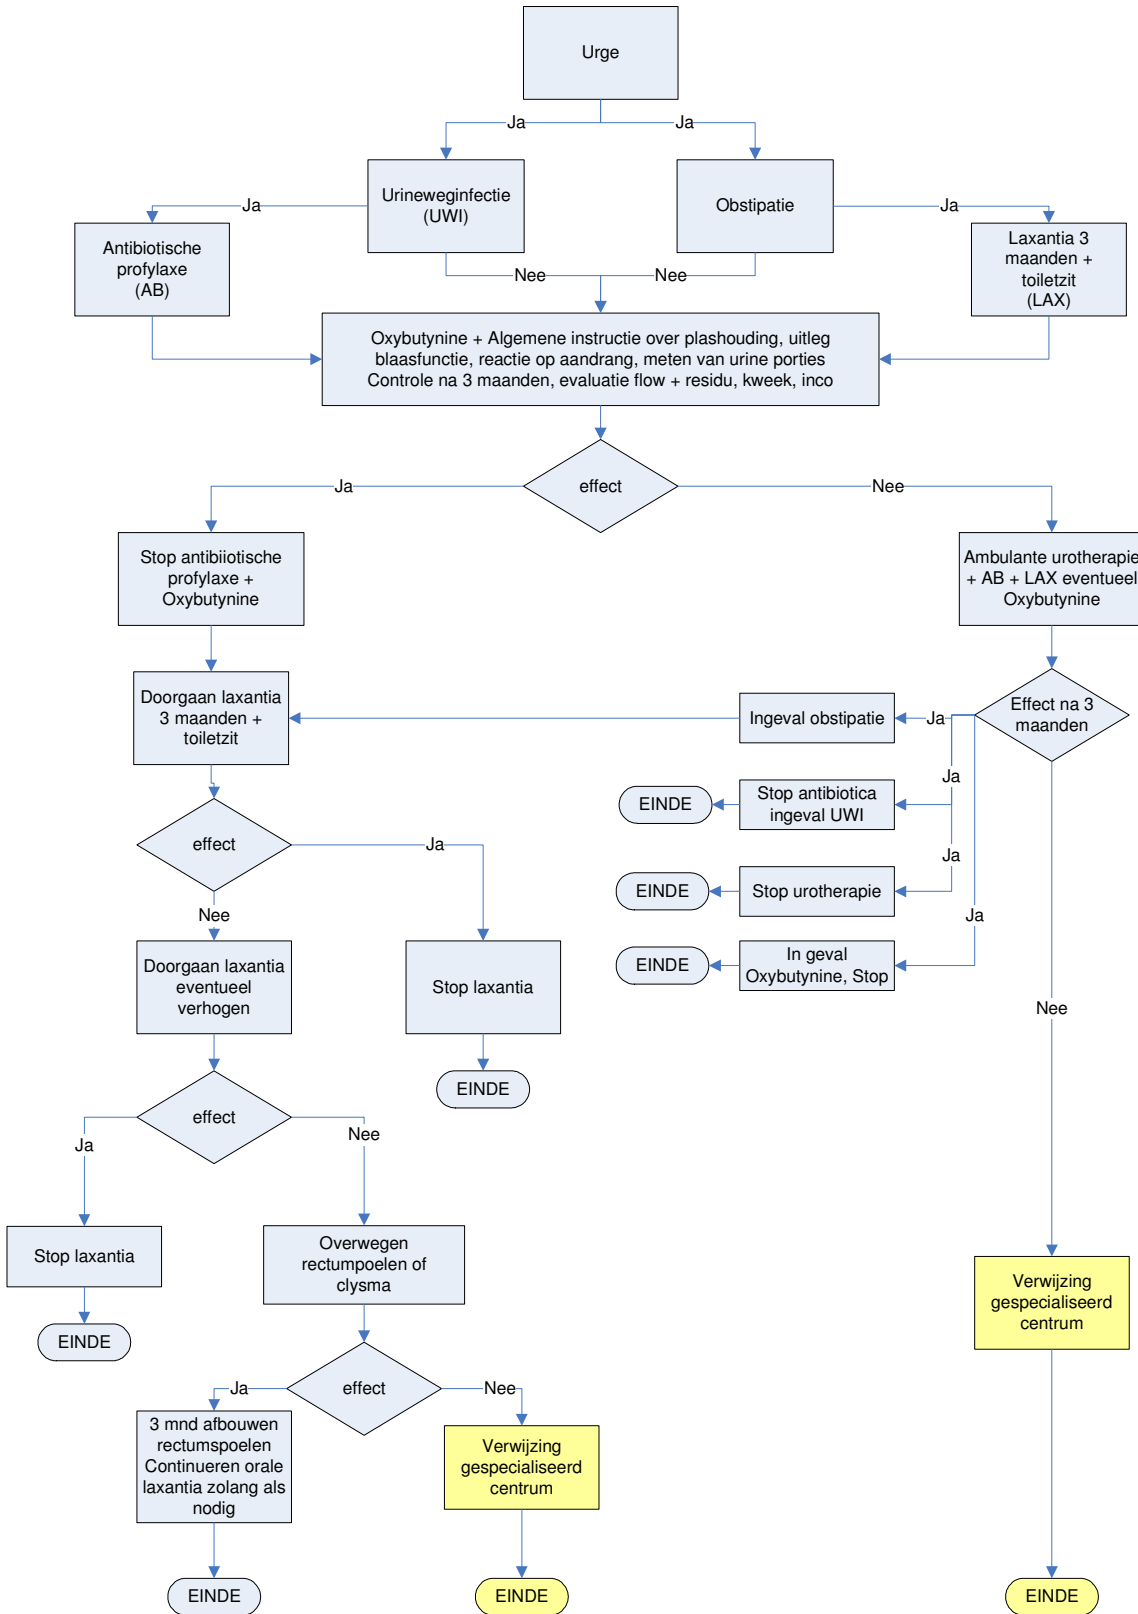 Urge
Ja
Ja
Urineweginfectie
(UWI)
Obstipatie
Ja
Ja
Antibiotische
profylaxe
(AB)
Laxantia 3
maanden +
toiletzit
(LAX)
Nee
Nee
Oxybutynine + Algemene instructie over plashouding, uitleg
blaasfunctie, reactie op aandrang, meten van urine porties
Controle na 3 maanden, evaluatie flow + residu, kweek, inco
effect
Ja
Nee
Stop antibiiotische
profylaxe +
Oxybutynine
Ambulante urotherapie
+ AB + LAX eventueel
Oxybutynine
Doorgaan laxantia
3 maanden +
toiletzit
Ingeval obstipatie
Ja
Effect na 3
maanden
Ja
EINDE
Stop antibiotica
ingeval UWI
effect
Ja
Ja
EINDE
Stop urotherapie
Nee
Ja
Doorgaan laxantia
eventueel
verhogen
Stop laxantia
EINDE
In geval
Oxybutynine, Stop
Nee
EINDE
effect
Ja
Nee
Stop laxantia
Overwegen
rectumpoelen of
clysma
Verwijzing
gespecialiseerd
centrum
EINDE
effect
Ja
Nee
3 mnd afbouwen
rectumspoelen
Continueren orale
laxantia zolang als
nodig
Verwijzing
gespecialiseerd
centrum
EINDE
EINDE
EINDE